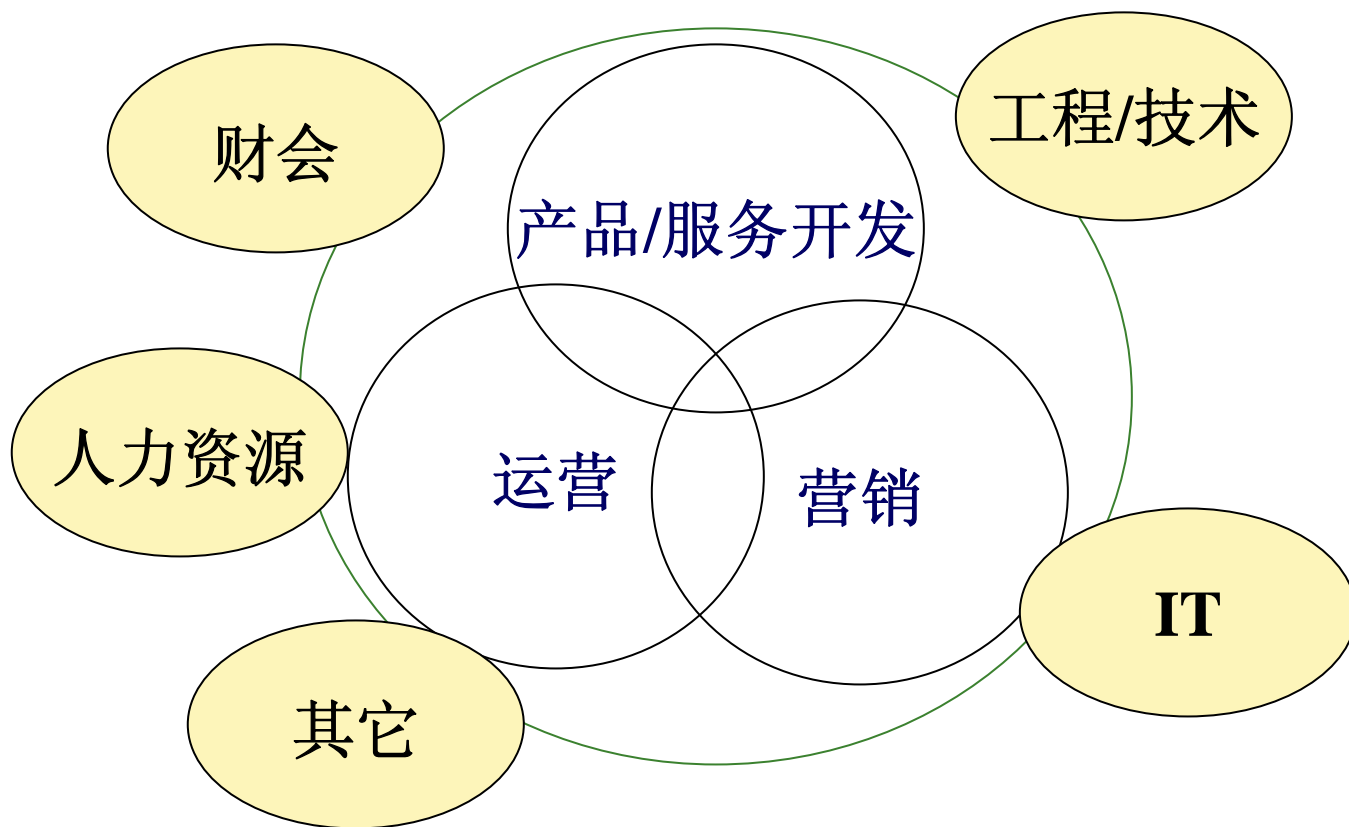 财会
工程/技术
产品/服务开发
人力资源
运营
营销
IT
其它